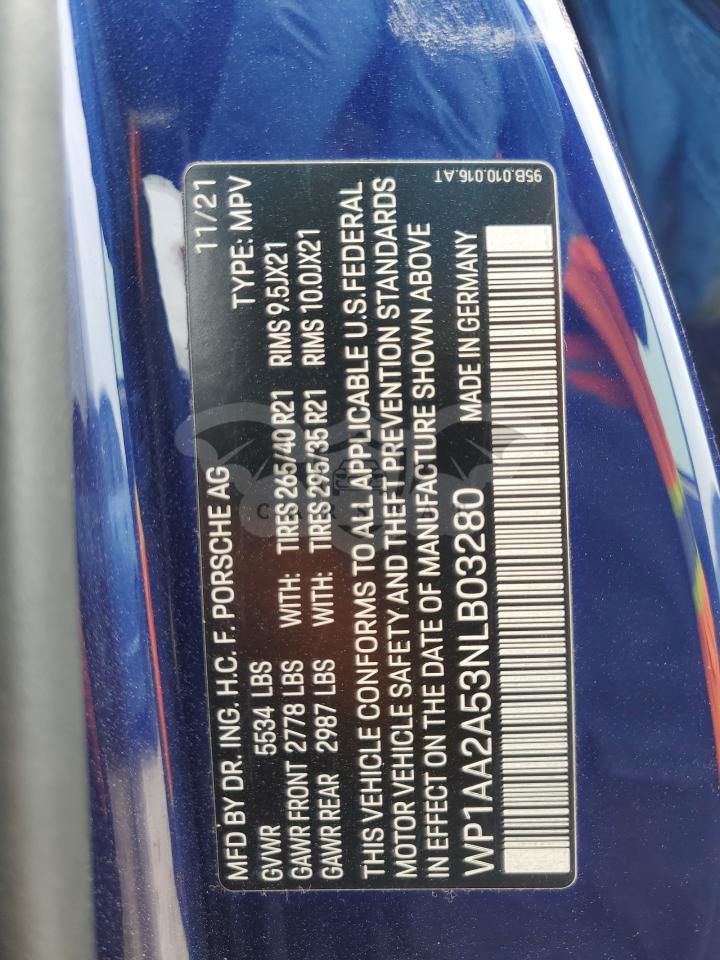 MFD BY DR. ING. H.C. F. PORSCHE AG 11/21
GVWR 5534 LBS TYPE: MPV
GAWR FRONT 2778 LBS WITH: TIRES 265/40 R21 RIMS 9.5JX21
GAWR REAR 2987 LBS WITH: TIRES 295/35 R21 RIMS 10.0JX21
THIS VEHICLE CONFORMS TO ALL APPLICABLE U.S. FEDERAL
MOTOR VEHICLE SAFETY AND THEFT PREVENTION STANDARDS
IN EFFECT ON THE DATE OF MANUFACTURE SHOWN ABOVE
WP1AA2A53NLB03280 MADE IN GERMANY
95B.010.016.A.T